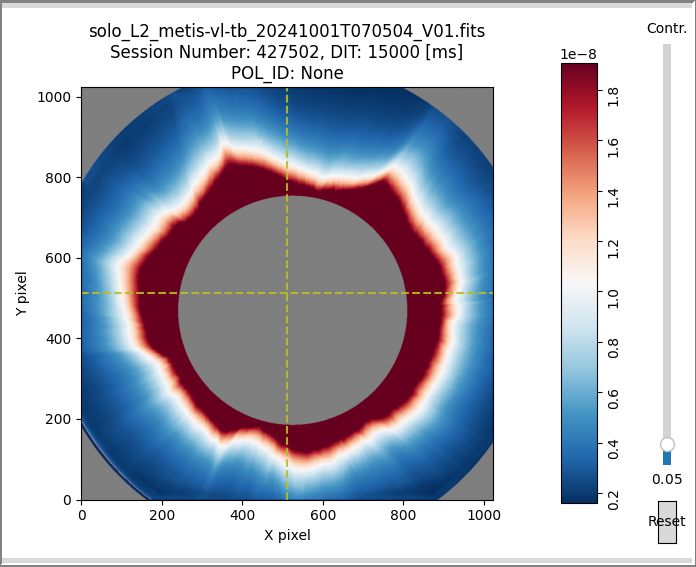 solo_L2_metis-vl-tb_20241001T070504_V01.fits
Session Number: 427502, DIT: 15000 [ms]
POL_ID: None
Contr.
1e−8
1.8
1.6
1.4
1.2
1.0
0.8
0.6
0.4
0.2
1000
800
600
400
200
0
Y pixel
0 200 400 600 800 1000
X pixel
0.05
Reset